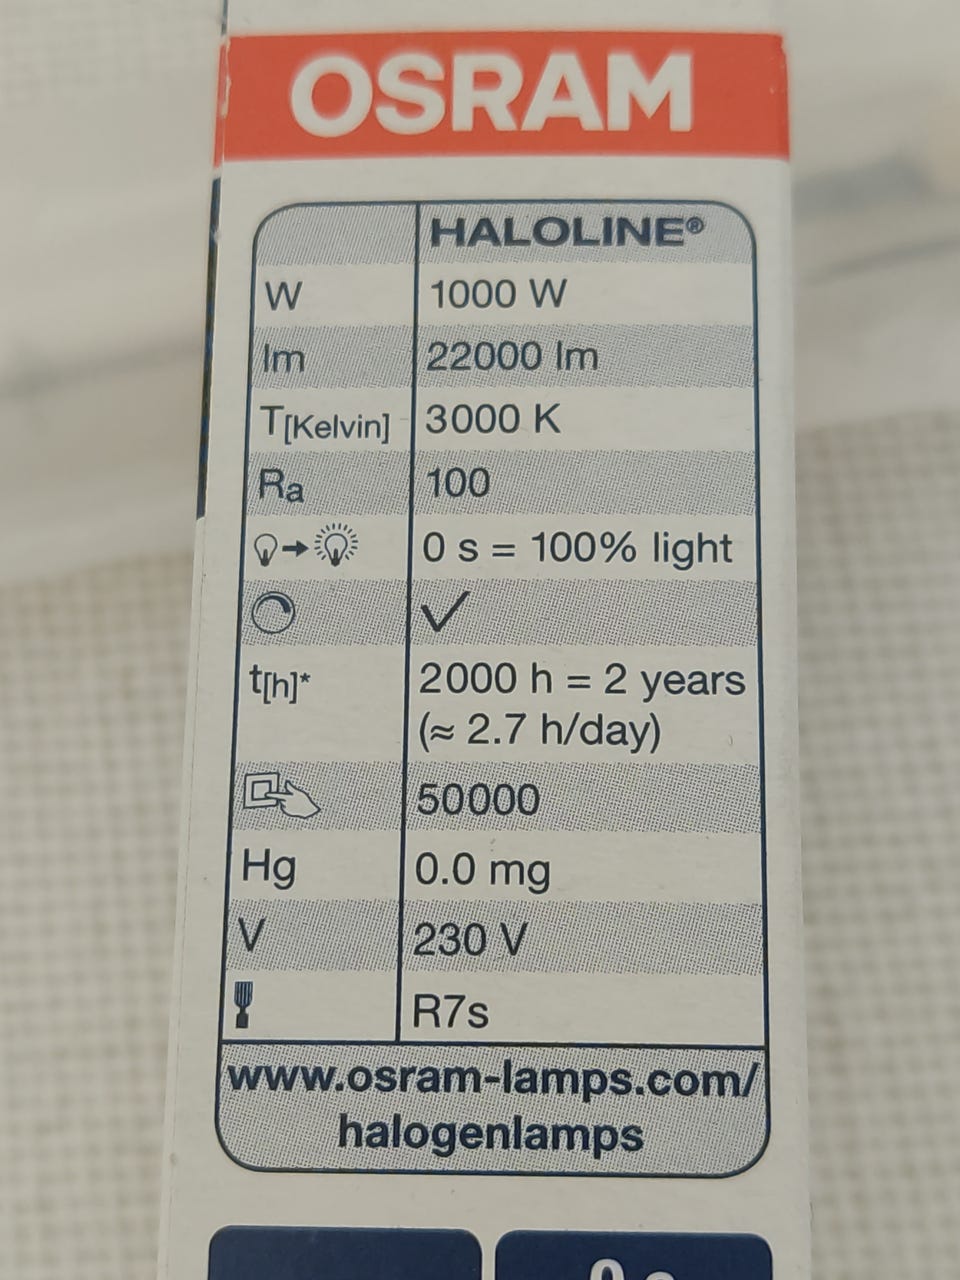 OSRAM
HALOLINE®
W 1000 W
lm 22000 lm
T[Kelvin] 3000 K
Ra 100
0 s = 100% light
t[h]* 2000 h = 2 years
(≈ 2.7 h/day)
50000
Hg 0.0 mg
V 230 V
R7s
www.osram-lamps.com/
halogenlamps